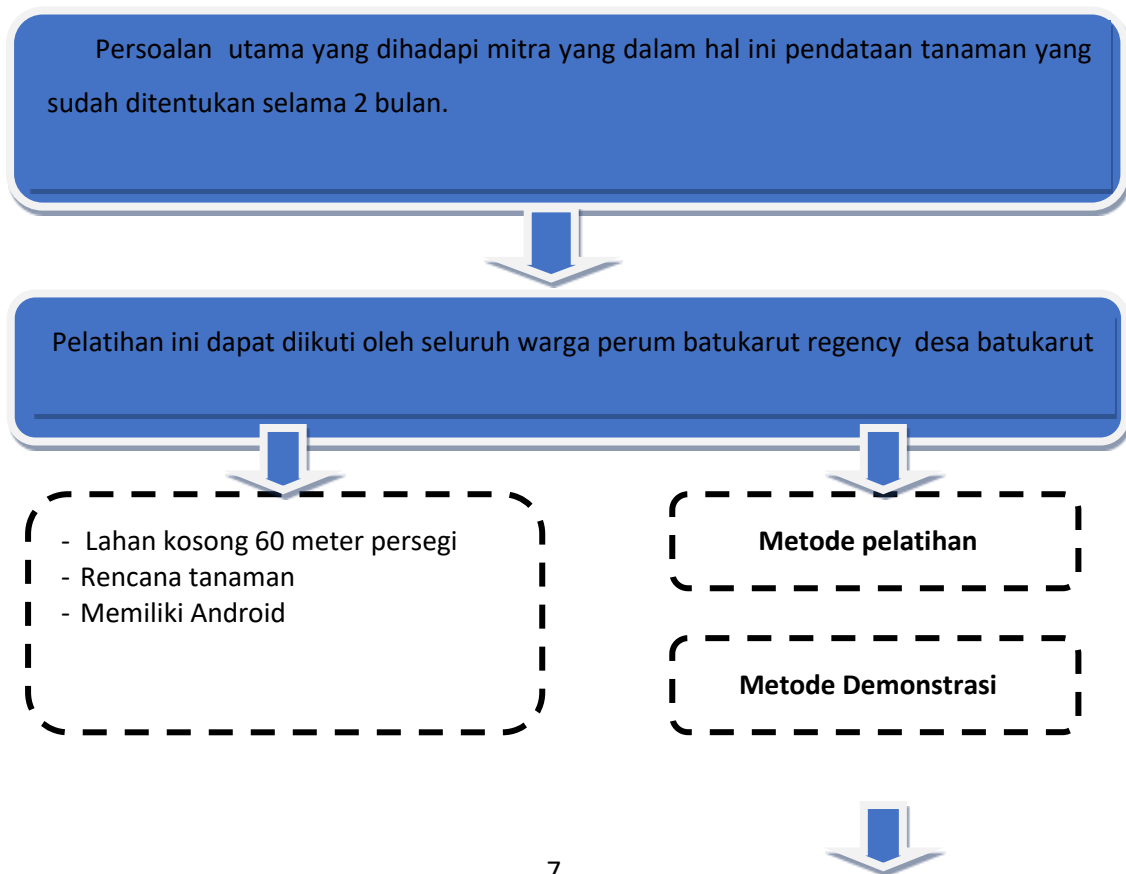 Persoalan utama yang dihadapi mitra yang dalam hal ini pendataan tanaman yang
sudah ditentukan selama 2 bulan.
Pelatihan ini dapat diikuti oleh seluruh warga perum batukarut regency desa batukarut
- Lahan kosong 60 meter persegi
- Rencana tanaman
- Memiliki Android
Metode pelatihan
Metode Demonstrasi
7